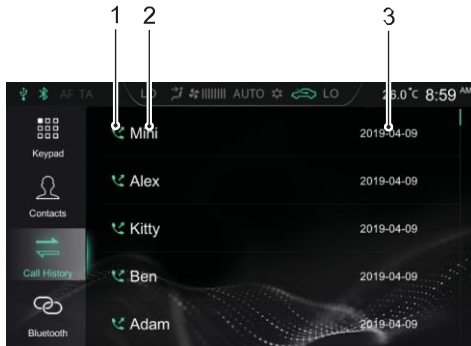 1 2 3
AF TA LO AUTO LO 26.0°C 8:59 AM
Keypad
Contacts
Call History
Bluetooth
Mini 2019-04-09
Alex 2019-04-09
Kitty 2019-04-09
Ben 2019-04-09
Adam 2019-04-09